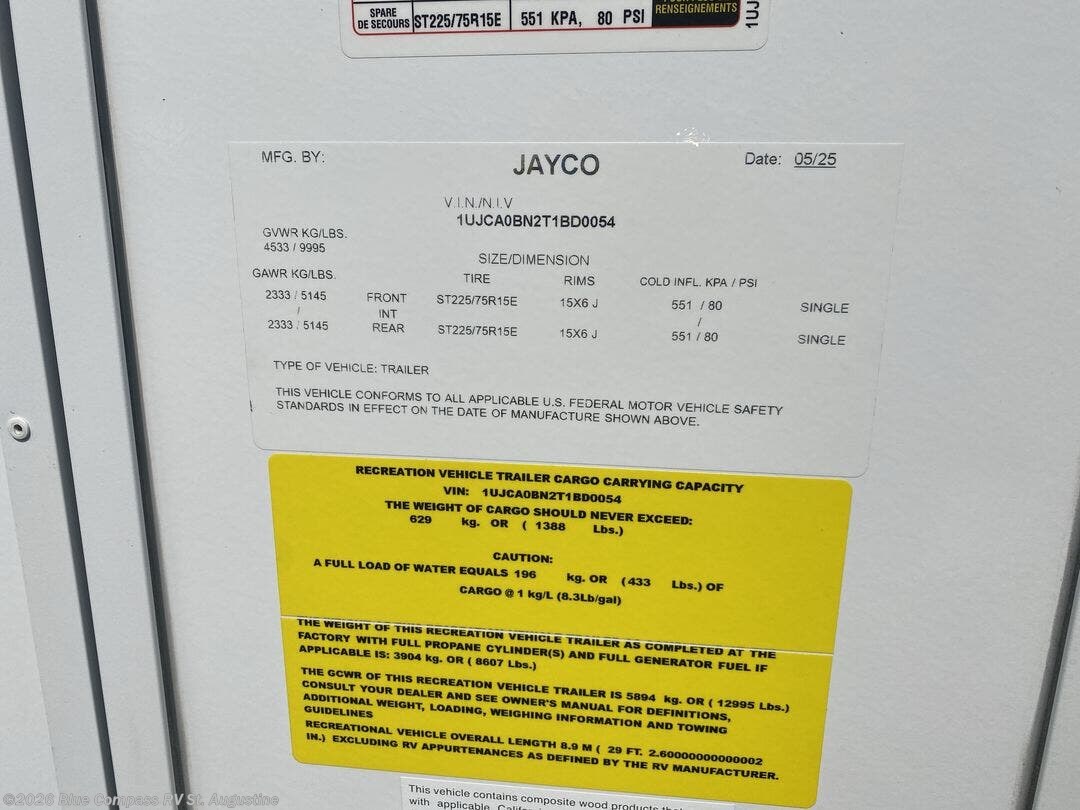 SPARE
DE SECOURS ST225/75R15E 551 KPA, 80 PSI
RENSEIGNEMENTS
1UJ
MFG. BY: JAYCO Date: 05/25
V.I.N./N.I.V
1UJCA0BN2T1BD0054
GVWR KG/LBS.
4533 / 9995
SIZE/DIMENSION
GAWR KG/LBS. TIRE RIMS COLD INFL. KPA / PSI
2333 / 5145 FRONT ST225/75R15E 15X6 J 551 / 80 SINGLE
/ INT /
2333 / 5145 REAR ST225/75R15E 15X6 J 551 / 80 SINGLE
TYPE OF VEHICLE: TRAILER
THIS VEHICLE CONFORMS TO ALL APPLICABLE U.S. FEDERAL MOTOR VEHICLE SAFETY
STANDARDS IN EFFECT ON THE DATE OF MANUFACTURE SHOWN ABOVE.
RECREATION VEHICLE TRAILER CARGO CARRYING CAPACITY
VIN: 1UJCA0BN2T1BD0054
THE WEIGHT OF CARGO SHOULD NEVER EXCEED:
629 kg. OR ( 1388 Lbs.)
CAUTION:
A FULL LOAD OF WATER EQUALS 196 kg. OR (433 Lbs.) OF
CARGO @ 1 kg/L (8.3Lb/gal)
THE WEIGHT OF THIS RECREATION VEHICLE TRAILER AS COMPLETED AT THE
FACTORY WITH FULL PROPANE CYLINDER(S) AND FULL GENERATOR FUEL IF
APPLICABLE IS: 3904 kg. OR ( 8607 Lbs.)
THE GCWR OF THIS RECREATION VEHICLE TRAILER IS 5894 kg. OR ( 12995 Lbs.)
CONSULT YOUR DEALER AND SEE OWNER'S MANUAL FOR DEFINITIONS,
ADDITIONAL WEIGHT, LOADING, WEIGHING INFORMATION AND TOWING
GUIDELINES
RECREATIONAL VEHICLE OVERALL LENGTH 8.9 M ( 29 FT. 2.60000000000002
IN.) EXCLUDING RV APPURTENANCES AS DEFINED BY THE RV MANUFACTURER.
This vehicle contains composite wood products
with applicable
©2026 Blue Compass RV St. Augustine